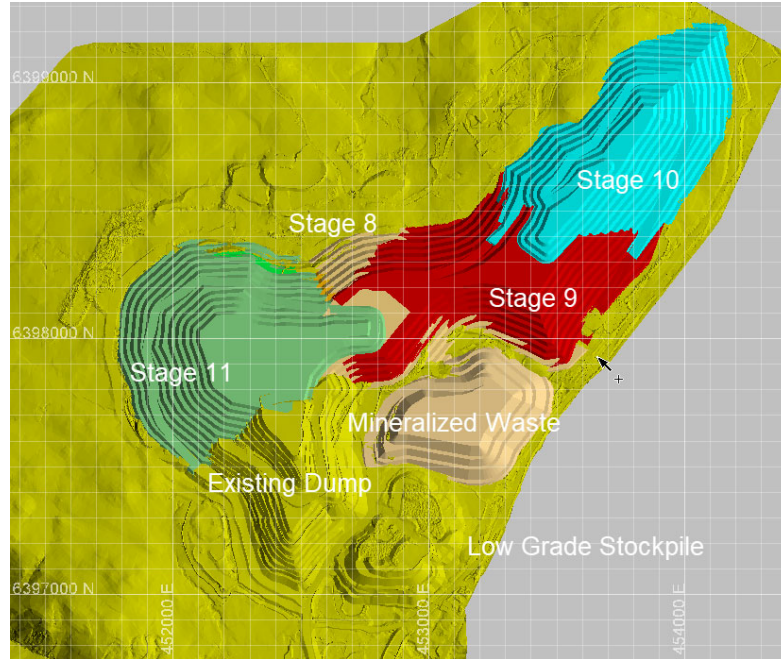 6399000 N
Stage 10
Stage 8
Stage 9
6398000 N
Stage 11
Mineralized Waste
Existing Dump
Low Grade Stockpile
6397000 N
452000 E
453000 E
454000 E